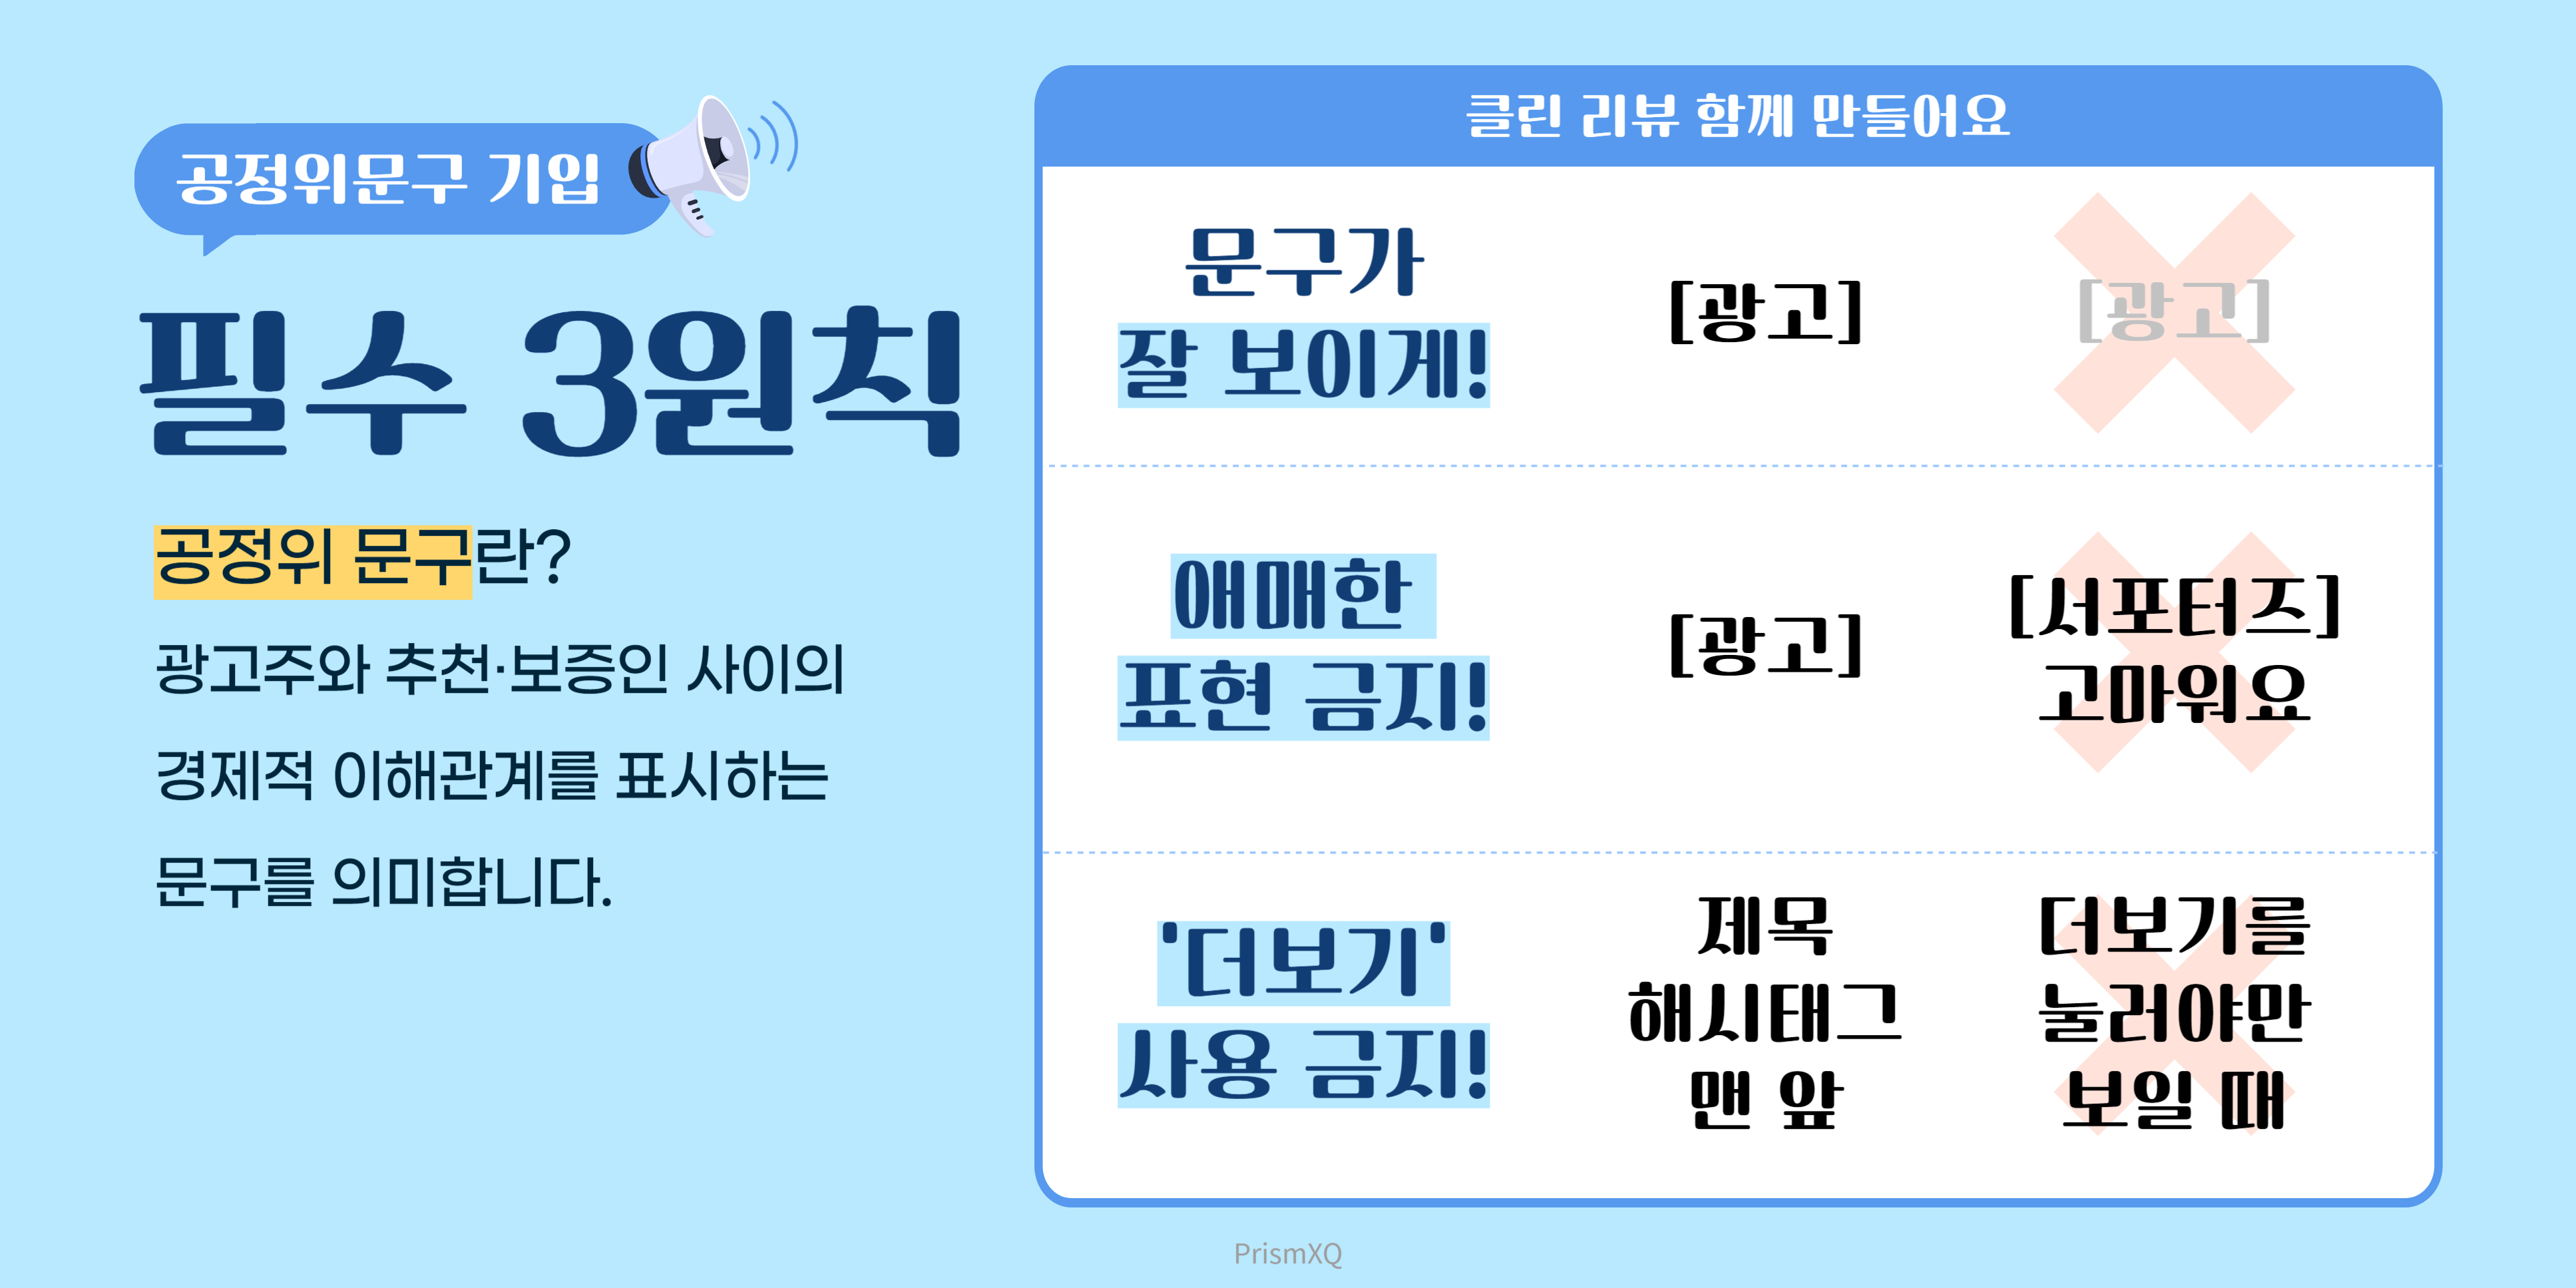 공정위문구 기입
필수 3원칙
공정위 문구란?
광고주와 추천·보증인 사이의
경제적 이해관계를 표시하는
문구를 의미합니다.
클린 리뷰 함께 만들어요
문구가
잘 보이게!
[광고]
[광고]
애매한
표현 금지!
[광고]
[서포터즈]
고마워요
'더보기'
사용 금지!
제목
해시태그
맨 앞
더보기를
눌러야만
보일 때
PrismXQ